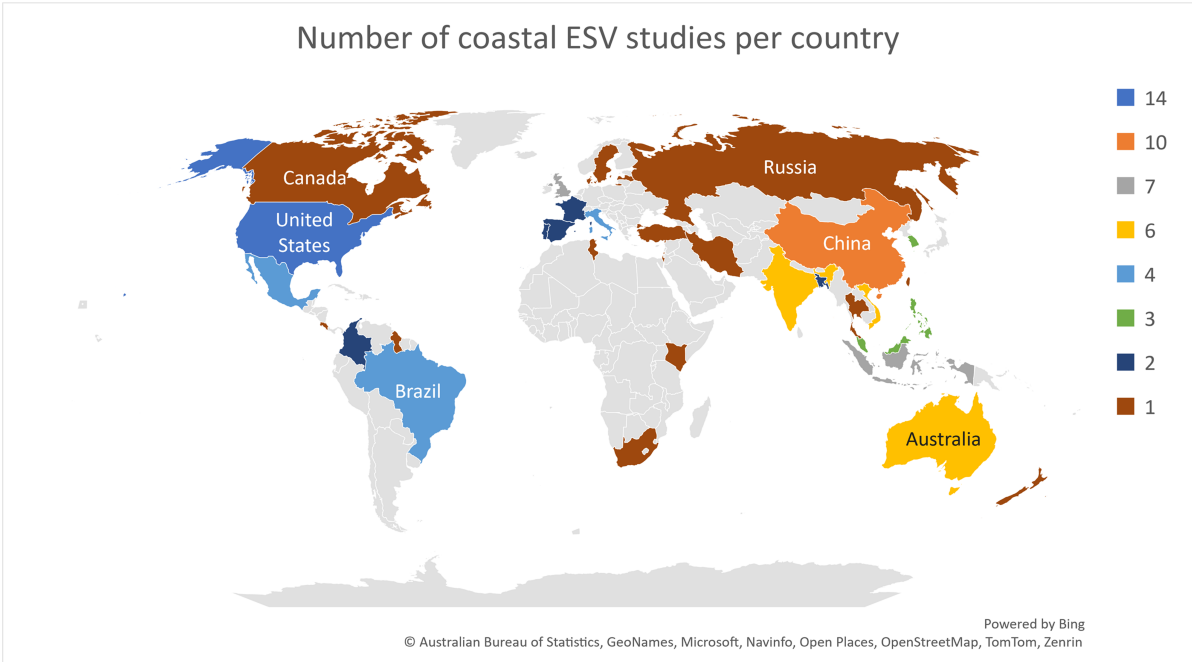 Number of coastal ESV studies per country
14
10
7
6
4
3
2
1
Canada
Russia
United
States
China
Brazil
Australia
Powered by Bing
© Australian Bureau of Statistics, GeoNames, Microsoft, Navinfo, Open Places, OpenStreetMap, TomTom, Zenrin